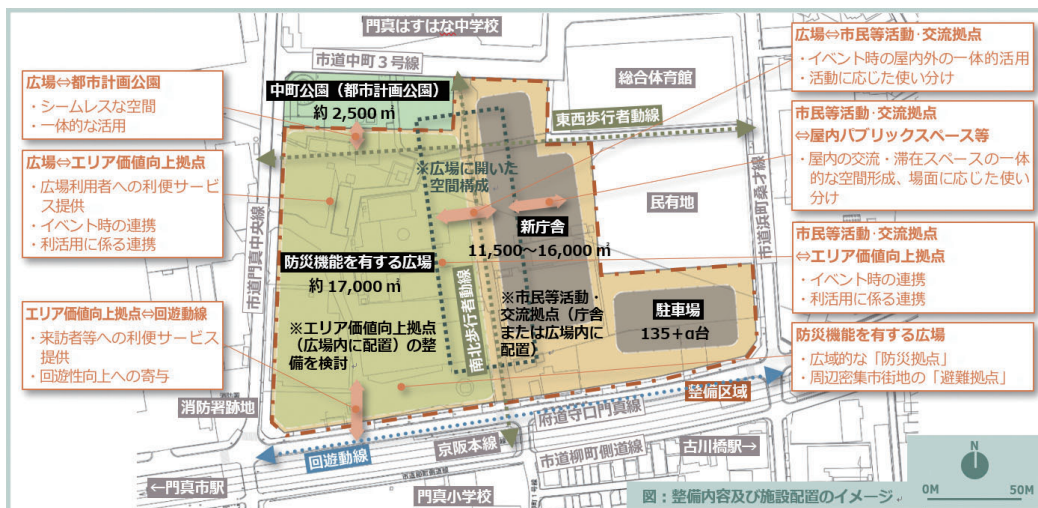 門真はすはな中学校
市道中町3号線
総合体育館
広場⇔都市計画公園
・シームレスな空間
・一体的な活用
中町公園(都市計画公園)
約 2,500 ㎡
東西歩行者動線
広場⇔市民等活動・交流拠点
・イベント時の屋内外の一体的活用
・活動に応じた使い分け
広場⇔エリア価値向上拠点
・広場利用者への利便サービ
ス提供
・イベント時の連携
・利活用に係る連携
※広場に開いた
空間構成
市民等活動・交流拠点
⇔屋内パブリックスペース等
・屋内の交流・滞在スペースの一体
的な空間形成、場面に応じた使い
分け
市道門真中央線
新庁舎
11,500～16,000 ㎡
民有地
市道浜町桑才線
防災機能を有する広場
約 17,000 ㎡
市民等活動・交流拠点
⇔エリア価値向上拠点
・イベント時の連携
・利活用に係る連携
エリア価値向上拠点⇔回遊動線
・来訪者等への利便サービス
提供
・回遊性向上への寄与
※エリア価値向上拠点
(広場内に配置)の整
備を検討
南北歩行者動線
※市民等活動・
交流拠点(庁舎
または広場内に
配置)
駐車場
135+α台
防災機能を有する広場
・広域的な「防災拠点」
・周辺密集市街地の「避難拠点」
消防署跡地
整備区域
府道守口門真線
回遊動線
京阪本線
市道柳町側道線
古川橋駅→
←門真市駅
門真小学校
N
図:整備内容及び施設配置のイメージ
0M 50M